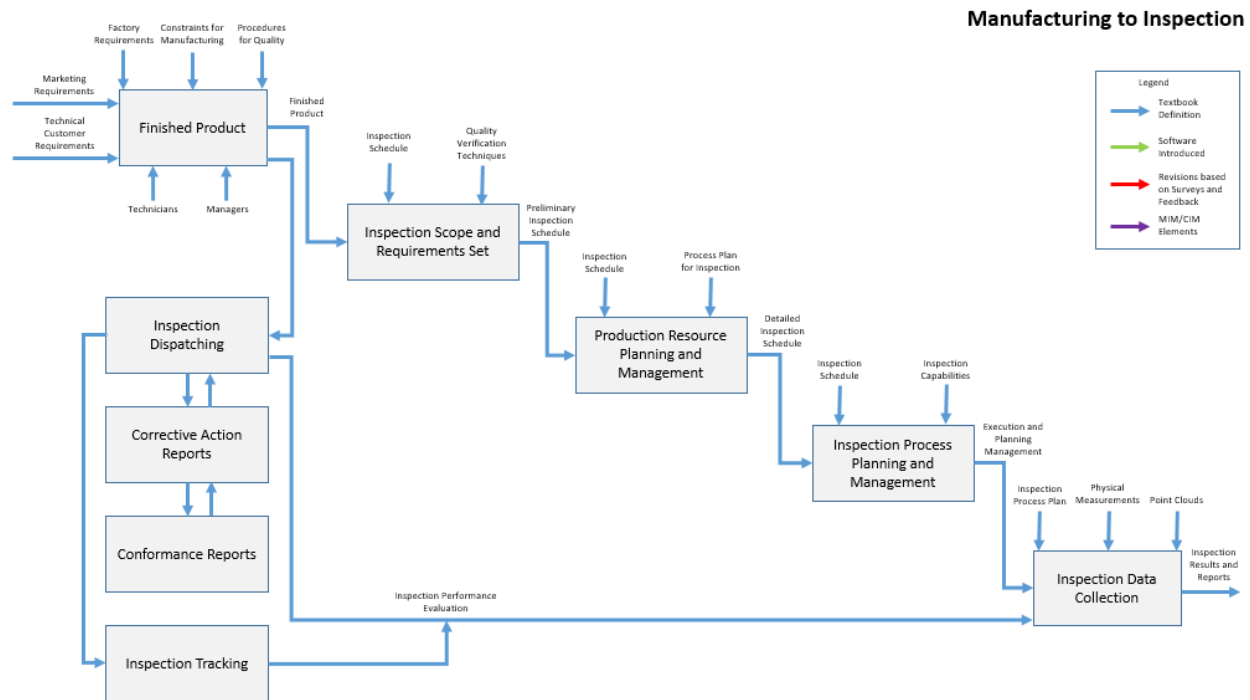 Manufacturing to Inspection
Factory
Requirements
Constraints for
Manufacturing
Procedures
for Quality
Marketing
Requirements
Technical
Customer
Requirements
Finished Product
Technicians
Managers
Finished
Product
Legend
Textbook
Definition
Software
Introduced
Revisions based
on Surveys and
Feedback
MIM/CIM
Elements
Inspection
Schedule
Quality
Verification
Techniques
Inspection Scope and
Requirements Set
Preliminary
Inspection
Schedule
Inspection
Schedule
Process Plan
for Inspection
Production Resource
Planning and
Management
Detailed
Inspection
Schedule
Inspection
Schedule
Inspection
Capabilities
Inspection Process
Planning and
Management
Execution and
Planning
Management
Inspection
Process Plan
Physical
Measurements
Point Clouds
Inspection Data
Collection
Inspection
Results and
Reports
Inspection
Dispatching
Corrective Action
Reports
Conformance Reports
Inspection Performance
Evaluation
Inspection Tracking